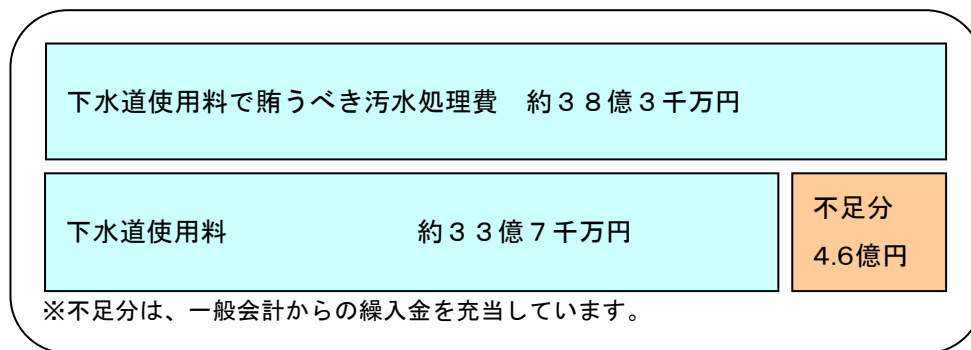 下水道使用料で賄うべき汚水処理費　約３８億３千万円
下水道使用料　　　　　　　約３３億７千万円
不足分
4.6億円
※不足分は、一般会計からの繰入金を充当しています。